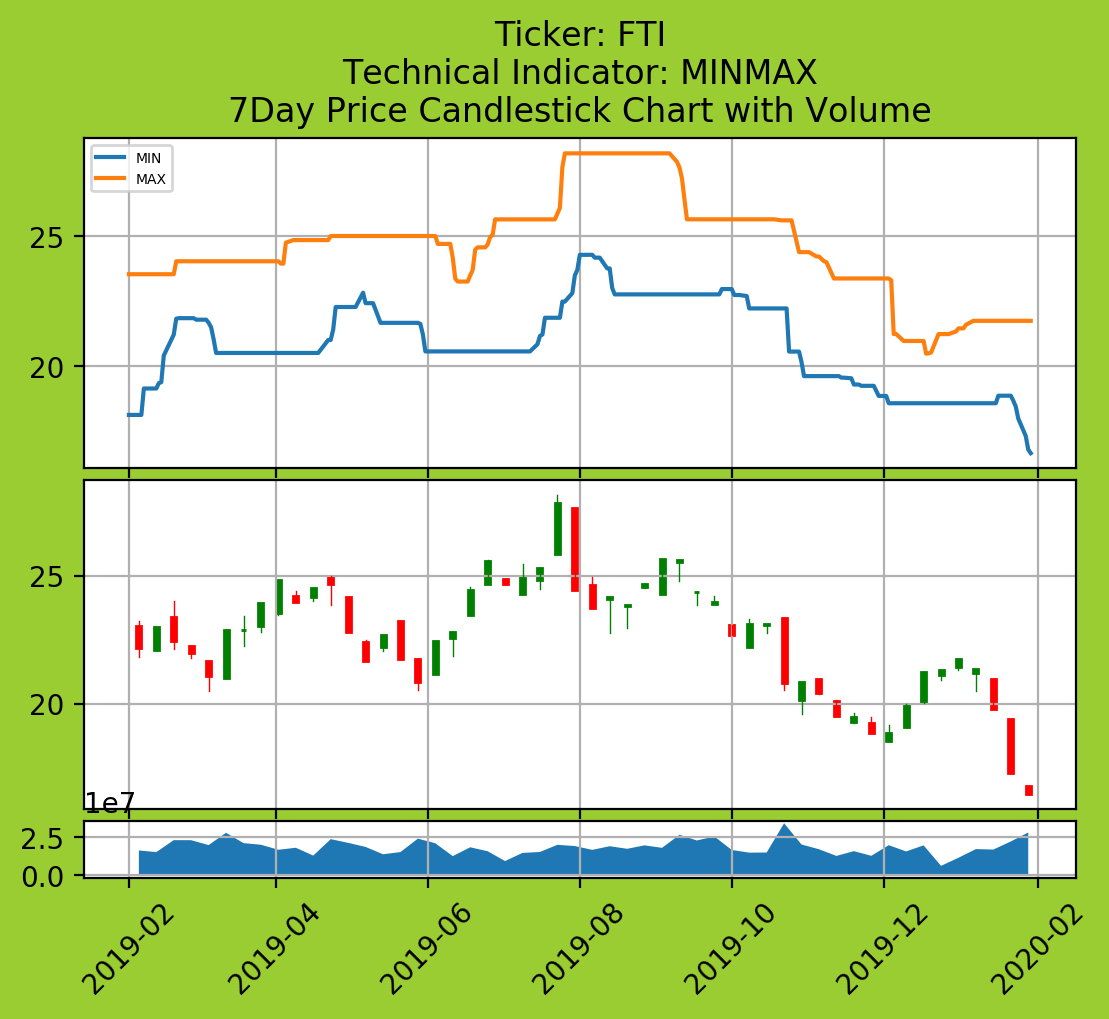 Ticker: FTI
Technical Indicator: MINMAX
7Day Price Candlestick Chart with Volume
MIN
MAX
25
20
25
20
1e7
2.5
0.0
2019-02
2019-04
2019-06
2019-08
2019-10
2019-12
2020-02